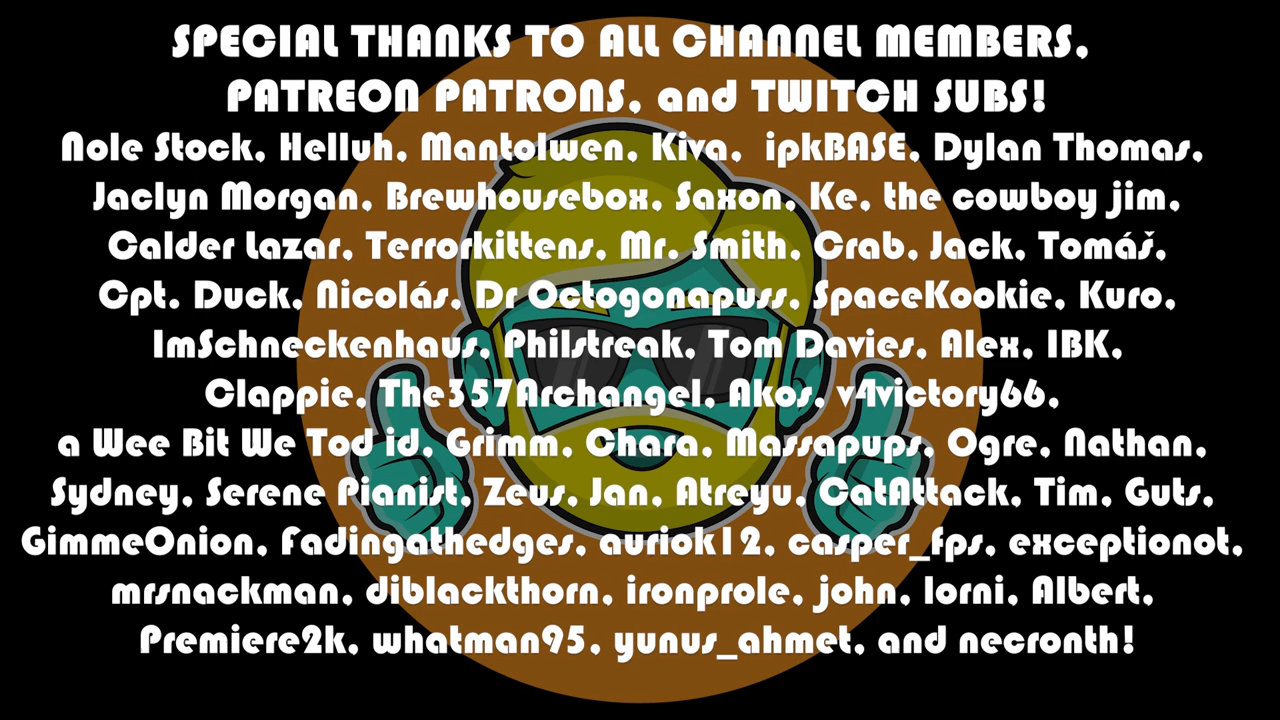 SPECIAL THANKS TO ALL CHANNEL MEMBERS,
PATREON PATRONS, and TWITCH SUBS!
Nole Stock, Helluh, Mantolwen, Kiva, ipkBASE, Dylan Thomas,
Jaclyn Morgan, Brewhousebox, Saxon, Ke, the cowboy jim,
Calder Lazar, Terrorkittens, Mr. Smith, Crab, Jack, Tomáš,
Cpt. Duck, Nicolás, Dr Octogonapuss, SpaceKookie, Kuro,
ImSchneckenhaus, Philstreak, Tom Davies, Alex, IBK,
Clappie, The357Archangel, Akos, v4victory66,
a Wee Bit We Tod id, Grimm, Chara, Massapups, Ogre, Nathan,
Sydney, Serene Pianist, Zeus, Jan, Atreyu, CatAttack, Tim, Guts,
GimmeOnion, Fadingathedges, auriok12, casper_fps, exceptionot,
mrsnackman, diblackthorn, ironprole, john, lorni, Albert,
Premiere2k, whatman95, yunus_ahmet, and necronth!